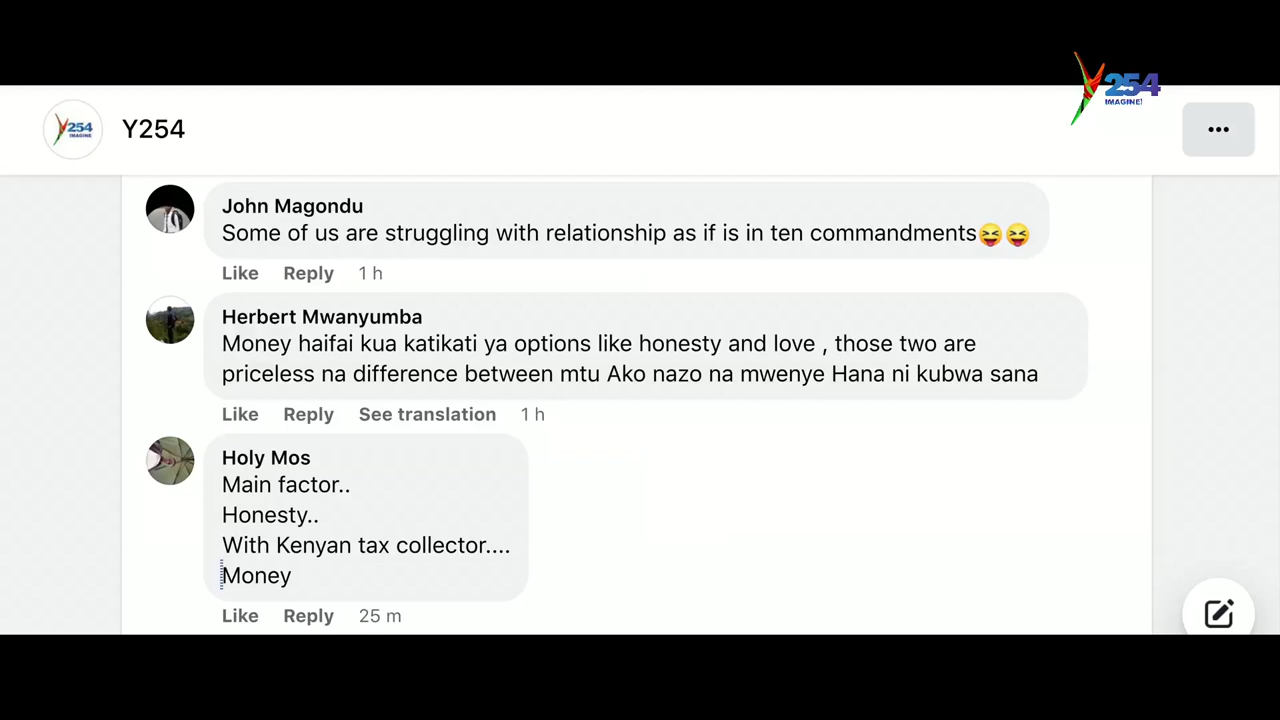 Y254
IMAGINE!
Y254
IMAGINE
Y254
John Magondu
Some of us are struggling with relationship as if is in ten commandments😝😝
Like Reply 1 h
Herbert Mwanyumba
Money haifai kua katikati ya options like honesty and love , those two are
priceless na difference between mtu Ako nazo na mwenye Hana ni kubwa sana
Like Reply See translation 1 h
Holy Mos
Main factor..
Honesty..
With Kenyan tax collector....
Money
Like Reply 25 m